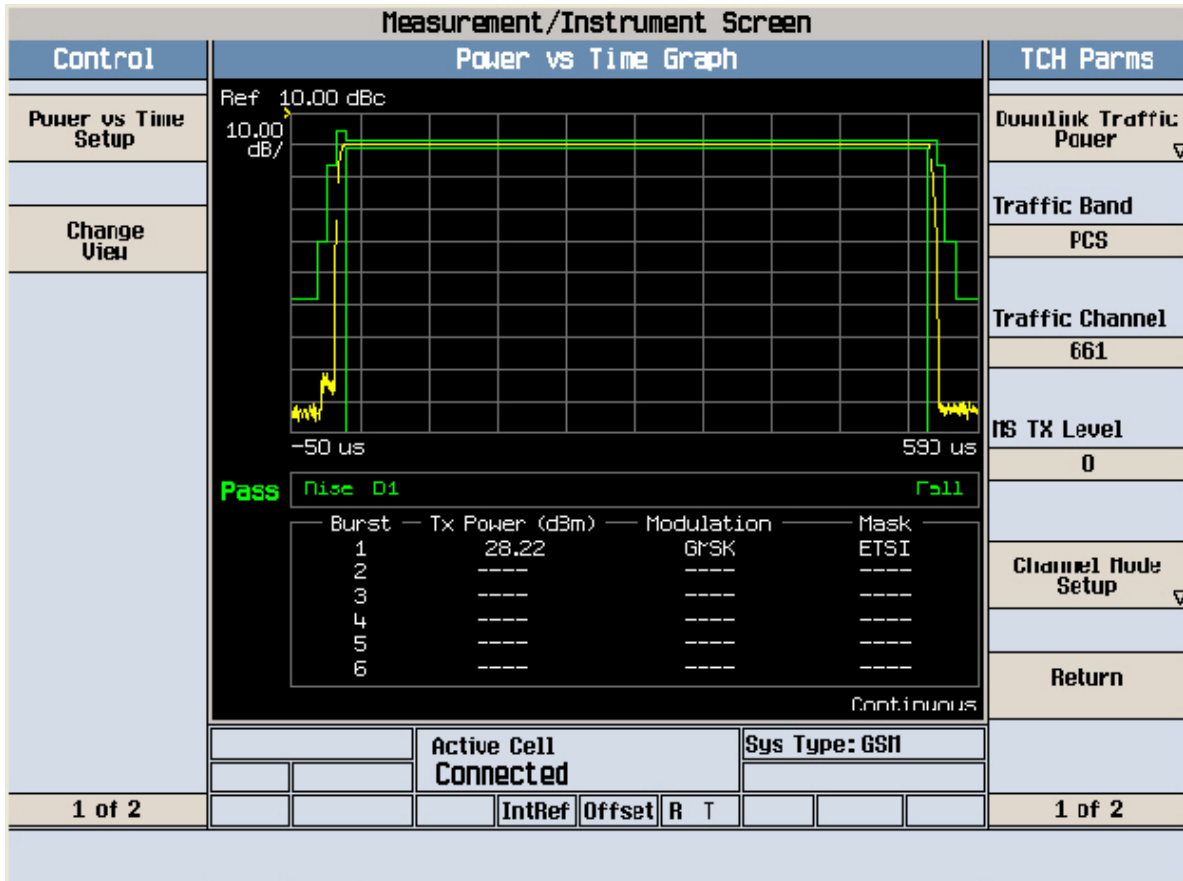 Measurement/Instrument Screen
Control
Power vs Time Graph
TCH Parms
Power vs Time
Setup
Change
View
1 of 2
Ref 10.00 dBc
10.00
dB/
-50 us
590 us
Pass
Rise B1
Fall
Burst Tx Power (dBm) Modulation Mask
1 28.22 GMSK ETSI
2 ---- ---- ----
3 ---- ---- ----
4 ---- ---- ----
5 ---- ---- ----
6 ---- ---- ----
Continuous
Active Cell
Connected
Sys Type: GSM
IntRef Offset R T
Downlink Traffic
Power
Traffic Band
PCS
Traffic Channel
661
MS TX Level
0
Channel Mode
Setup
Return
1 of 2